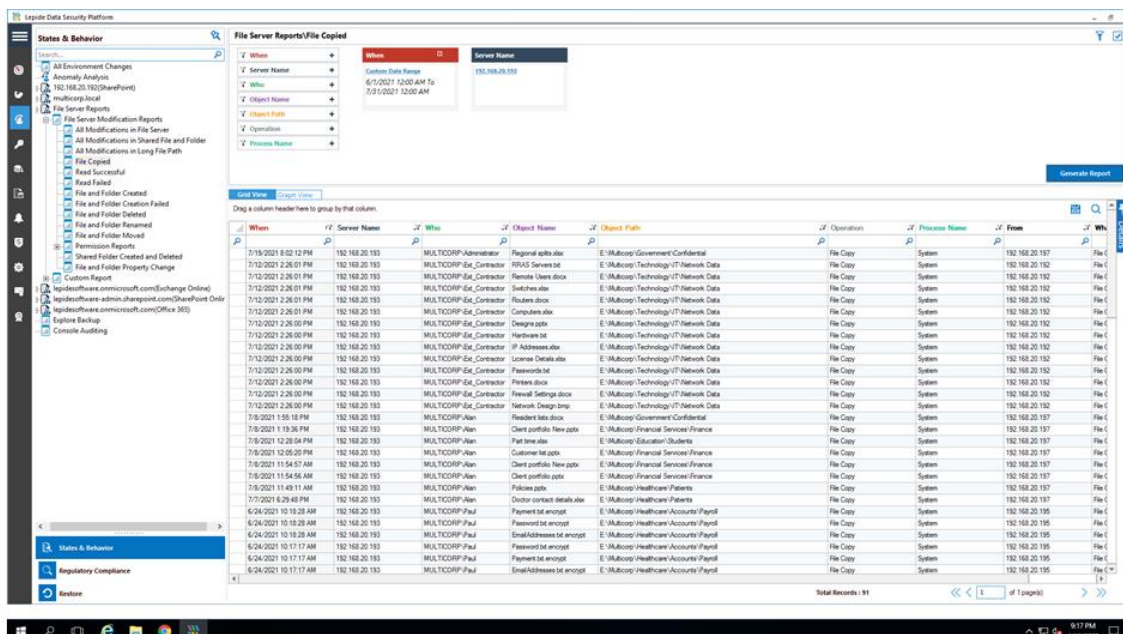 Lepide Data Security Platform
States & Behavior
Search...
All Environment Changes
Anomaly Analysis
192.168.20.192(SharePoint)
multicorp.local
File Server Reports
File Server Modification Reports
All Modifications in File Server
All Modifications in Shared File and Folder
All Modifications in Long File Path
File Copied
Read Successful
Read Failed
File and Folder Created
File and Folder Creation Failed
File and Folder Deleted
File and Folder Renamed
File and Folder Moved
Permission Reports
Shared Folder Created and Deleted
File and Folder Property Change
Custom Report
lepidesoftware.onmicrosoft.com(Exchange Online)
lepidesoftware-admin.sharepoint.com(SharePoint Onlir
lepidesoftware.onmicrosoft.com(Office 365)
Explore Backup
Console Auditing
States & Behavior
Regulatory Compliance
Restore
File Server Reports\File Copied
When +
Server Name +
Who +
Object Name +
Object Path +
Operation +
Process Name +
When
Custom Date Range
6/1/2021 12:00 AM To
7/31/2021 12:00 AM
Server Name
192.168.20.193
Generate Report
Grid View Graph View
Drag a column header here to group by that column.
When Server Name Who Object Name Object Path Operation Process Name From Wh
7/19/2021 8:02:12 PM 192.168.20.193 MULTICORP\Administrator Regional splits.xlsx E:\Multicorp\Government\Confidential File Copy System 192.168.20.197 File C
7/12/2021 2:26:01 PM 192.168.20.193 MULTICORP\Ext_Contractor RRAS Servers.txt E:\Multicorp\Technology\IT\Network Data File Copy System 192.168.20.192 File C
7/12/2021 2:26:01 PM 192.168.20.193 MULTICORP\Ext_Contractor Remote Users.docx E:\Multicorp\Technology\IT\Network Data File Copy System 192.168.20.192 File C
7/12/2021 2:26:01 PM 192.168.20.193 MULTICORP\Ext_Contractor Switches.xlsx E:\Multicorp\Technology\IT\Network Data File Copy System 192.168.20.192 File C
7/12/2021 2:26:01 PM 192.168.20.193 MULTICORP\Ext_Contractor Routers.docx E:\Multicorp\Technology\IT\Network Data File Copy System 192.168.20.192 File C
7/12/2021 2:26:01 PM 192.168.20.193 MULTICORP\Ext_Contractor Computers.xlsx E:\Multicorp\Technology\IT\Network Data File Copy System 192.168.20.192 File C
7/12/2021 2:26:00 PM 192.168.20.193 MULTICORP\Ext_Contractor Designs.pptx E:\Multicorp\Technology\IT\Network Data File Copy System 192.168.20.192 File C
7/12/2021 2:26:00 PM 192.168.20.193 MULTICORP\Ext_Contractor Hardware.txt E:\Multicorp\Technology\IT\Network Data File Copy System 192.168.20.192 File C
7/12/2021 2:26:00 PM 192.168.20.193 MULTICORP\Ext_Contractor IP Addresses.xlsx E:\Multicorp\Technology\IT\Network Data File Copy System 192.168.20.192 File C
7/12/2021 2:26:00 PM 192.168.20.193 MULTICORP\Ext_Contractor License Details.xlsx E:\Multicorp\Technology\IT\Network Data File Copy System 192.168.20.192 File C
7/12/2021 2:26:00 PM 192.168.20.193 MULTICORP\Ext_Contractor Passwords.txt E:\Multicorp\Technology\IT\Network Data File Copy System 192.168.20.192 File C
7/12/2021 2:26:00 PM 192.168.20.193 MULTICORP\Ext_Contractor Printers.docx E:\Multicorp\Technology\IT\Network Data File Copy System 192.168.20.192 File C
7/12/2021 2:26:00 PM 192.168.20.193 MULTICORP\Ext_Contractor Firewall Settings.docx E:\Multicorp\Technology\IT\Network Data File Copy System 192.168.20.192 File C
7/12/2021 2:26:00 PM 192.168.20.193 MULTICORP\Ext_Contractor Network Design.bmp E:\Multicorp\Technology\IT\Network Data File Copy System 192.168.20.192 File C
7/9/2021 1:55:18 PM 192.168.20.193 MULTICORP\Alan Resident lists.docx E:\Multicorp\Government\Confidential File Copy System 192.168.20.197 File C
7/8/2021 1:19:36 PM 192.168.20.193 MULTICORP\Alan Client portfolio New.pptx E:\Multicorp\Financial Services\Finance File Copy System 192.168.20.197 File C
7/8/2021 12:28:04 PM 192.168.20.193 MULTICORP\Alan Part time.xlsx E:\Multicorp\Education\Students File Copy System 192.168.20.197 File C
7/8/2021 12:05:20 PM 192.168.20.193 MULTICORP\Alan Customer list.pptx E:\Multicorp\Financial Services\Finance File Copy System 192.168.20.197 File C
7/8/2021 11:54:57 AM 192.168.20.193 MULTICORP\Alan Client portfolio New.pptx E:\Multicorp\Financial Services\Finance File Copy System 192.168.20.197 File C
7/8/2021 11:54:56 AM 192.168.20.193 MULTICORP\Alan Client portfolio.pptx E:\Multicorp\Financial Services\Finance File Copy System 192.168.20.197 File C
7/8/2021 11:49:11 AM 192.168.20.193 MULTICORP\Alan Policies.pptx E:\Multicorp\Healthcare\Patients File Copy System 192.168.20.197 File C
7/7/2021 6:29:48 PM 192.168.20.193 MULTICORP\Alan Doctor contact details.xlsx E:\Multicorp\Healthcare\Patients File Copy System 192.168.20.197 File C
6/24/2021 10:18:28 AM 192.168.20.193 MULTICORP\Paul Payment.txt.encrypt E:\Multicorp\Healthcare\Accounts\Payroll File Copy System 192.168.20.195 File C
6/24/2021 10:18:28 AM 192.168.20.193 MULTICORP\Paul Password.txt.encrypt E:\Multicorp\Healthcare\Accounts\Payroll File Copy System 192.168.20.195 File C
6/24/2021 10:18:28 AM 192.168.20.193 MULTICORP\Paul EmailAddresses.txt.encrypt E:\Multicorp\Healthcare\Accounts\Payroll File Copy System 192.168.20.195 File C
6/24/2021 10:17:17 AM 192.168.20.193 MULTICORP\Paul Password.txt.encrypt E:\Multicorp\Healthcare\Accounts\Payroll File Copy System 192.168.20.195 File C
6/24/2021 10:17:17 AM 192.168.20.193 MULTICORP\Paul Payment.txt.encrypt E:\Multicorp\Healthcare\Accounts\Payroll File Copy System 192.168.20.195 File C
6/24/2021 10:17:17 AM 192.168.20.193 MULTICORP\Paul EmailAddresses.txt.encrypt E:\Multicorp\Healthcare\Accounts\Payroll File Copy System 192.168.20.195 File C
Total Records : 91
1 of 1 page(s)
9:17 PM